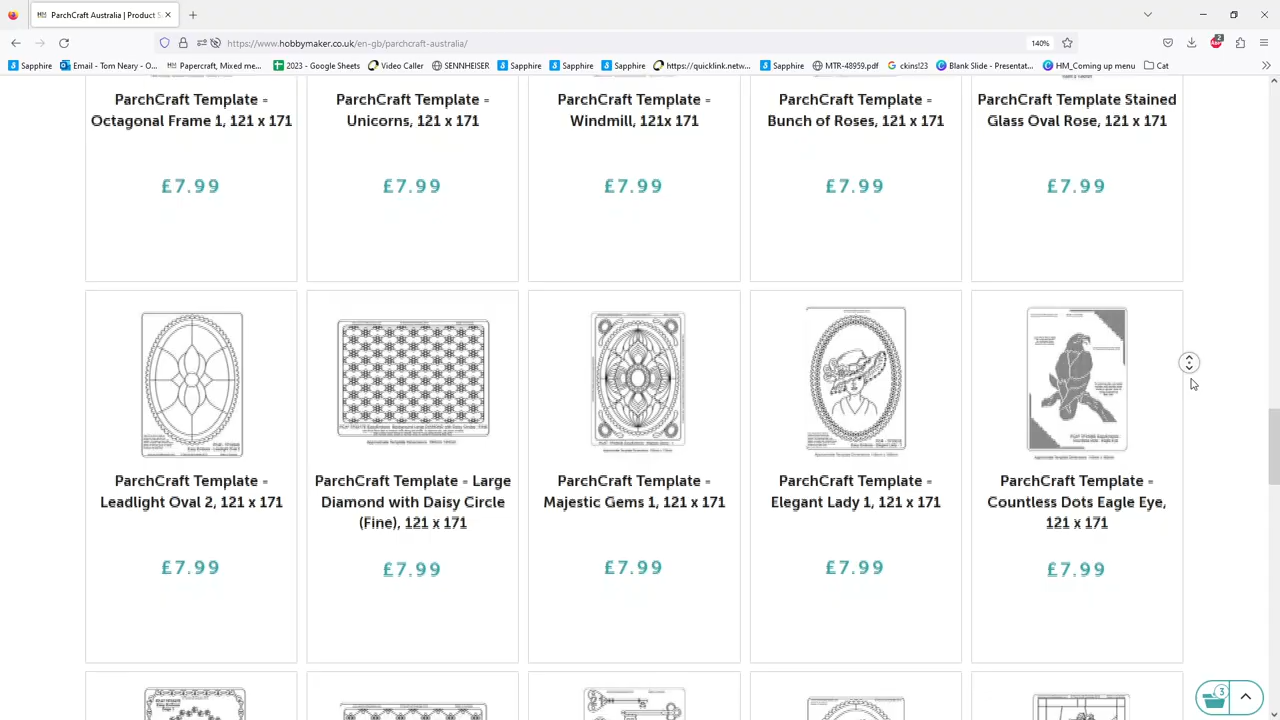 ParchCraft Australia | Product S
https://www.hobbymaker.co.uk/en-gb/parchcraft-australia/
140%
2
Sapphire
Email - Tom Neary - O...
Papercraft, Mixed me...
2023 - Google Sheets
Video Caller
SENNHEISER
Sapphire
Sapphire
Sapphire
https://quicklink.netw...
Sapphire
MTR-48959.pdf
ckins!23
Blank Slide - Presentat...
HM_Coming up menu
Cat
ParchCraft Template -
Octagonal Frame 1, 121 x 171
£7.99
ParchCraft Template -
Unicorns, 121 x 171
£7.99
ParchCraft Template -
Windmill, 121x 171
£7.99
ParchCraft Template -
Bunch of Roses, 121 x 171
£7.99
ParchCraft Template Stained
Glass Oval Rose, 121 x 171
£7.99
ParchCraft Template -
Leadlight Oval 2, 121 x 171
£7.99
ParchCraft Template - Large
Diamond with Daisy Circle
(Fine), 121 x 171
£7.99
ParchCraft Template -
Majestic Gems 1, 121 x 171
£7.99
ParchCraft Template -
Elegant Lady 1, 121 x 171
£7.99
ParchCraft Template -
Countless Dots Eagle Eye,
121 x 171
£7.99
3